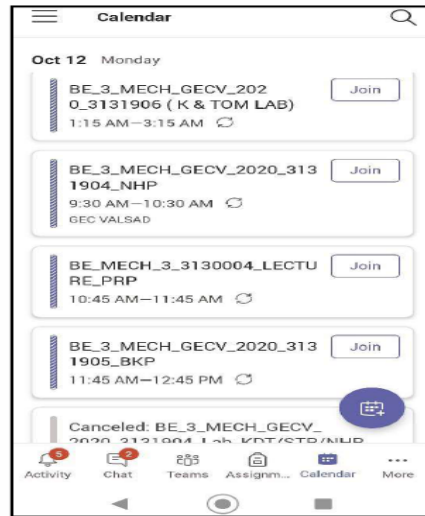 Calendar
Oct 12 Monday
BE_3_MECH_GECV_202
0_3131906 ( K & TOM LAB)
Join
1:15 AM–3:15 AM
BE_3_MECH_GECV_2020_313
1904_NHP
Join
9:30 AM–10:30 AM
GEC VALSAD
BE_MECH_3_3130004_LECTU
RE_PRP
Join
10:45 AM–11:45 AM
BE_3_MECH_GECV_2020_313
1905_BKP
Join
11:45 AM–12:45 PM
Canceled: BE_3_MECH_GECV_
2020_3131904_Lab_KDT/STP/NHP
5
2
Activity
Chat
Teams
Assignm...
Calendar
More